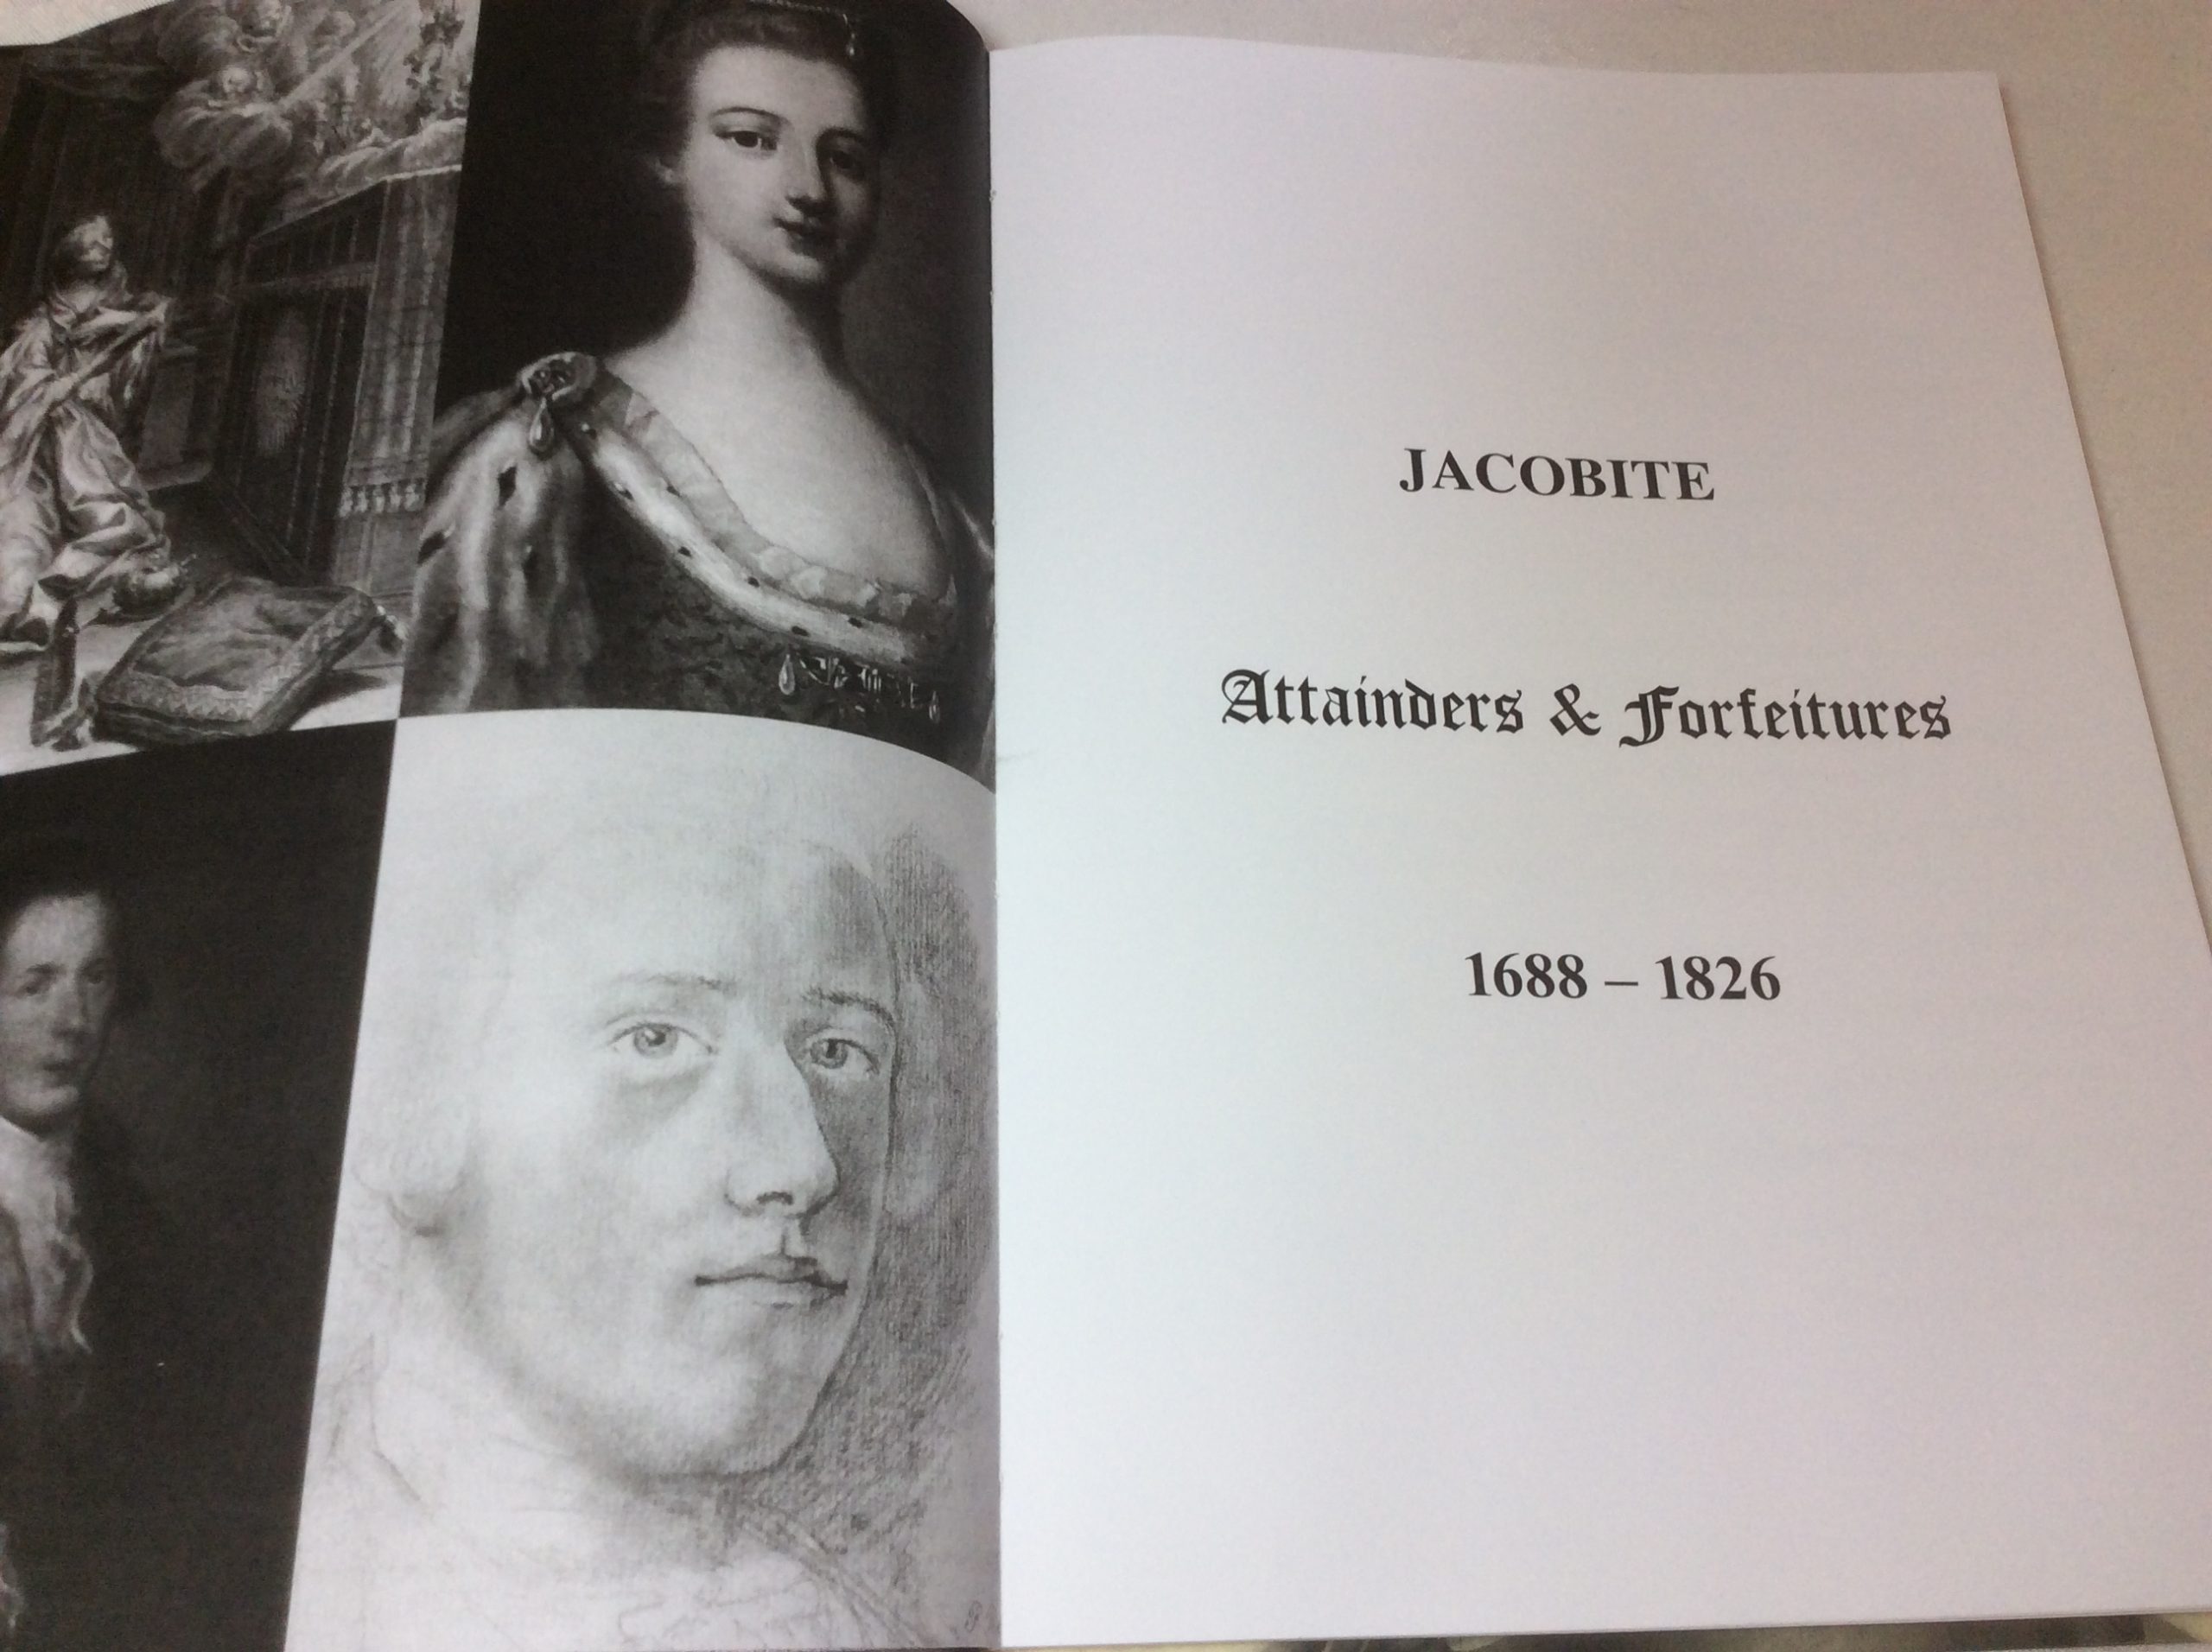 JACOBITE
Attainders & Forfeitures
1688 – 1826